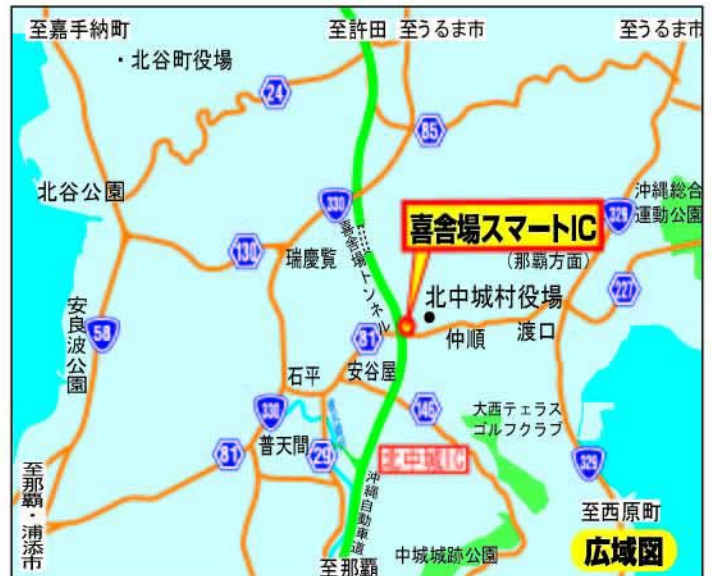 至嘉手納町
至許田
至うるま市
至うるま市
・北谷町役場
24
85
北谷公園
330
沖縄総合
運動公園
329
喜舎場スマートIC
(那覇方面)
130
瑞慶覧
喜舎場トンネル
227
北中城村役場
安良波公園
58
81
仲順
渡口
石平
安谷屋
330
146
大西テェラス
ゴルフクラブ
普天間
81
29
北中城IC
329
至那覇・浦添市
沖縄自動車道
至西原町
広域図
中城城跡公園
至那覇